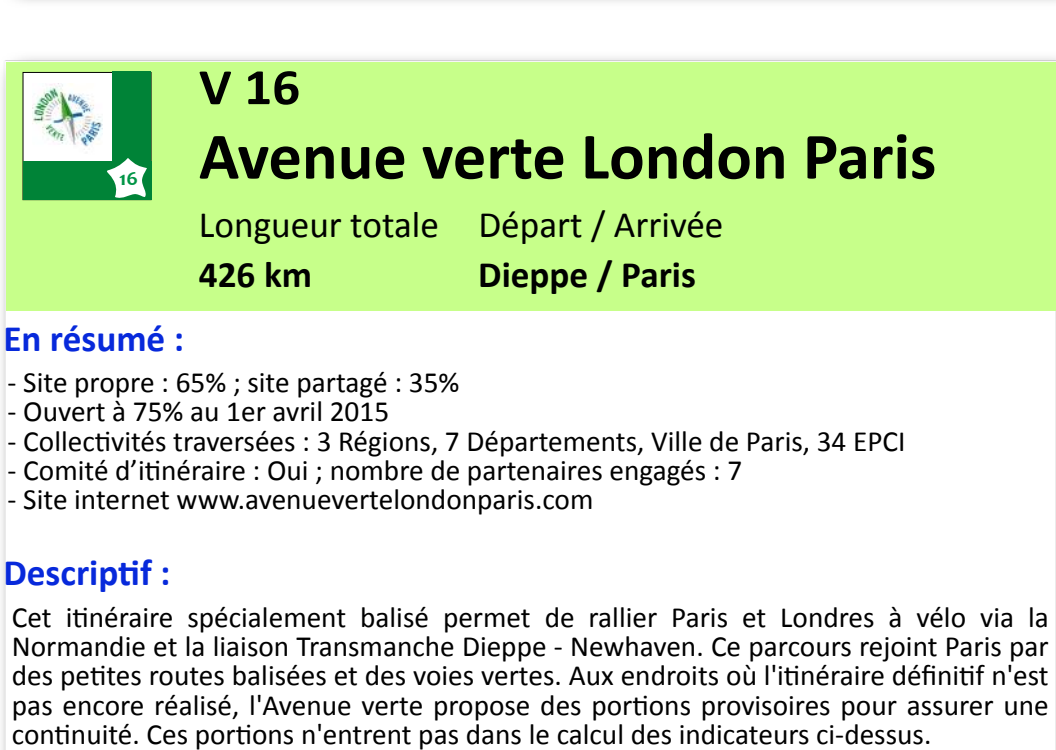 LONDON AVENUE VERTE PARIS
16
V 16
Avenue verte London Paris
Longueur totale Départ / Arrivée
426 km Dieppe / Paris
En résumé :
- Site propre : 65% ; site partagé : 35%
- Ouvert à 75% au 1er avril 2015
- Collectivités traversées : 3 Régions, 7 Départements, Ville de Paris, 34 EPCI
- Comité d'itinéraire : Oui ; nombre de partenaires engagés : 7
- Site internet www.avenuevertelondonparis.com
Descriptif :
Cet itinéraire spécialement balisé permet de rallier Paris et Londres à vélo via la
Normandie et la liaison Transmanche Dieppe - Newhaven. Ce parcours rejoint Paris par
des petites routes balisées et des voies vertes. Aux endroits où l'itinéraire définitif n'est
pas encore réalisé, l'Avenue verte propose des portions provisoires pour assurer une
continuité. Ces portions n'entrent pas dans le calcul des indicateurs ci-dessus.